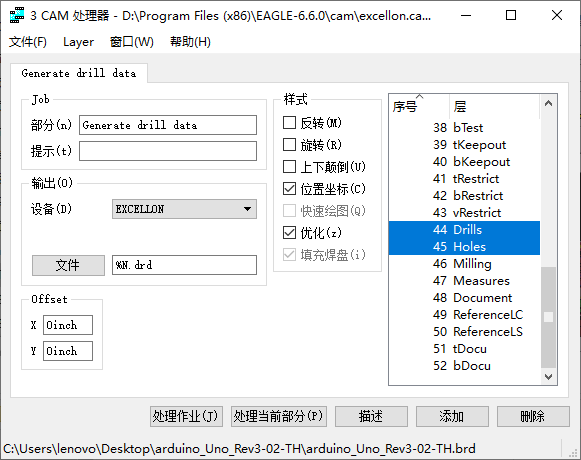 3 CAM 处理器 - D:\Program Files (x86)\EAGLE-6.6.0\cam\excellon.ca...
文件(F) Layer 窗口(W) 帮助(H)
Generate drill data
Job
部分(n) Generate drill data
提示(t)
输出(O)
设备(D) EXCELLON
文件 %N.drd
Offset
X 0inch
Y 0inch
样式
反转(M)
旋转(R)
上下颠倒(U)
位置坐标(C)
快速绘图(Q)
优化(z)
填充焊盘(i)
序号 层
38 bTest
39 tKeepout
40 bKeepout
41 tRestrict
42 bRestrict
43 vRestrict
44 Drills
45 Holes
46 Milling
47 Measures
48 Document
49 ReferenceLC
50 ReferenceLS
51 tDocu
52 bDocu
处理作业(J) 处理当前部分(P) 描述 添加 删除
C:\Users\lenovo\Desktop\arduino_Uno_Rev3-02-TH\arduino_Uno_Rev3-02-TH.brd